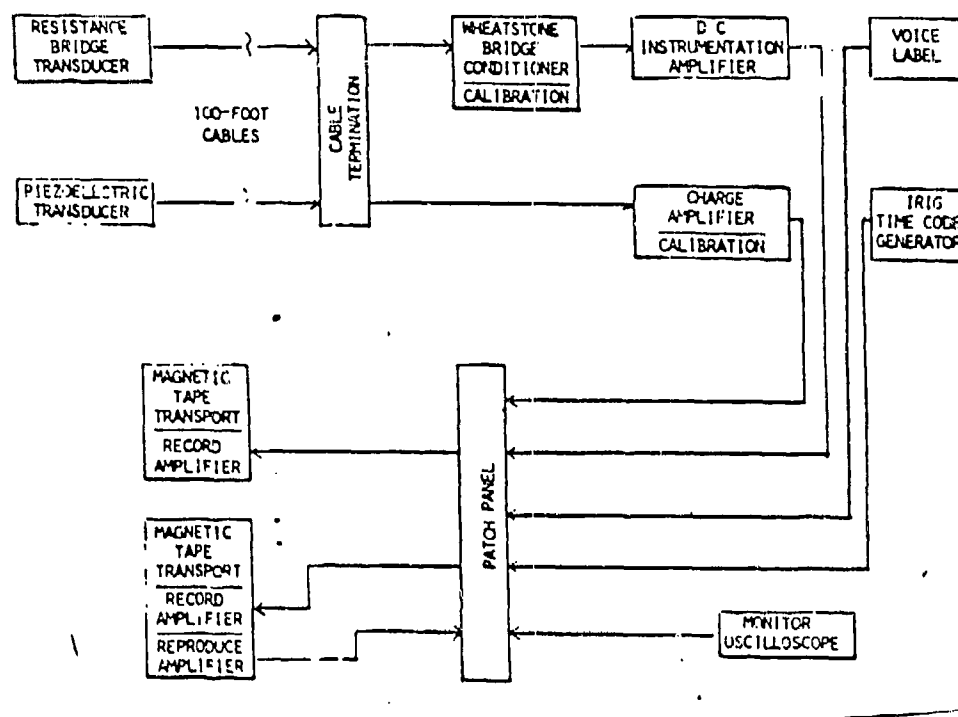 RESISTANCE
BRIDGE
TRANSDUCER
100-FOOT
CABLES
PIEZOELECTRIC
TRANSDUCER
CABLE
TERMINATION
WHEATSTONE
BRIDGE
CONDITIONER
CALIBRATION
D C
INSTRUMENTATION
AMPLIFIER
VOICE
LABEL
CHARGE
AMPLIFIER
CALIBRATION
IRIG
TIME CODE
GENERATOR
MAGNETIC
TAPE
TRANSPORT
RECORD
AMPLIFIER
MAGNETIC
TAPE
TRANSPORT
RECORD
AMPLIFIER
REPRODUCE
AMPLIFIER
PATCH PANEL
MONITOR
OSCILLOSCOPE